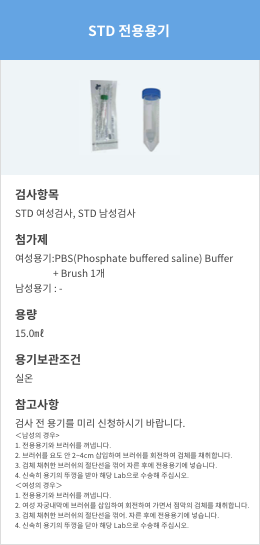 STD 전용용기
검사항목
STD 여성검사, STD 남성검사
첨가제
여성용기:PBS(Phosphate buffered saline) Buffer
+ Brush 1개
남성용기 : -
용량
15.0㎖
용기보관조건
실온
참고사항
검사 전 용기를 미리 신청하시기 바랍니다.
<남성의 경우>
1. 전용용기와 브러쉬를 꺼냅니다.
2. 브러쉬를 요도 안 2~4cm 삽입하여 브러쉬를 회전하여 검체를 채취합니다.
3. 검체 채취한 브러쉬의 절단선을 꺾어 자른 후에 전용용기에 넣습니다.
4. 신속히 용기의 뚜껑을 닫아 해당 Lab으로 수송해 주십시오.
<여성의 경우>
1. 전용용기와 브러쉬를 꺼냅니다.
2. 여성 자궁내막에 브러쉬를 삽입하여 회전하며 가면서 점막의 검체를 채취합니다.
3. 검체 채취한 브러쉬의 절단선을 꺾어, 자른 후에 전용용기에 넣습니다.
4. 신속히 용기의 뚜껑을 닫아 해당 Lab으로 수송해 주십시오.